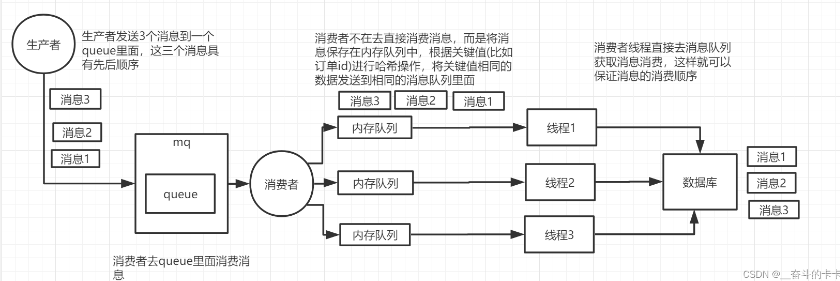 生产者
生产者发送3个消息到一个
queue里面，这三个消息具
有先后顺序
消息3
消息2
消息1
mq
queue
消费者去queue里面消费消
息
消费者
消费者不在去直接消费消息，而是将消
息保存在内存队列中，根据关键值(比如
订单id)进行哈希操作，将关键值相同的
数据发送到相同的消息队列里面
消息3
消息2
消息1
内存队列
内存队列
内存队列
线程1
线程2
线程3
消费者线程直接去消息队列
获取消息消费，这样就可以
保证消息的消费顺序
数据库
消息1
消息2
消息3
CSDN @__奋斗的卡卡